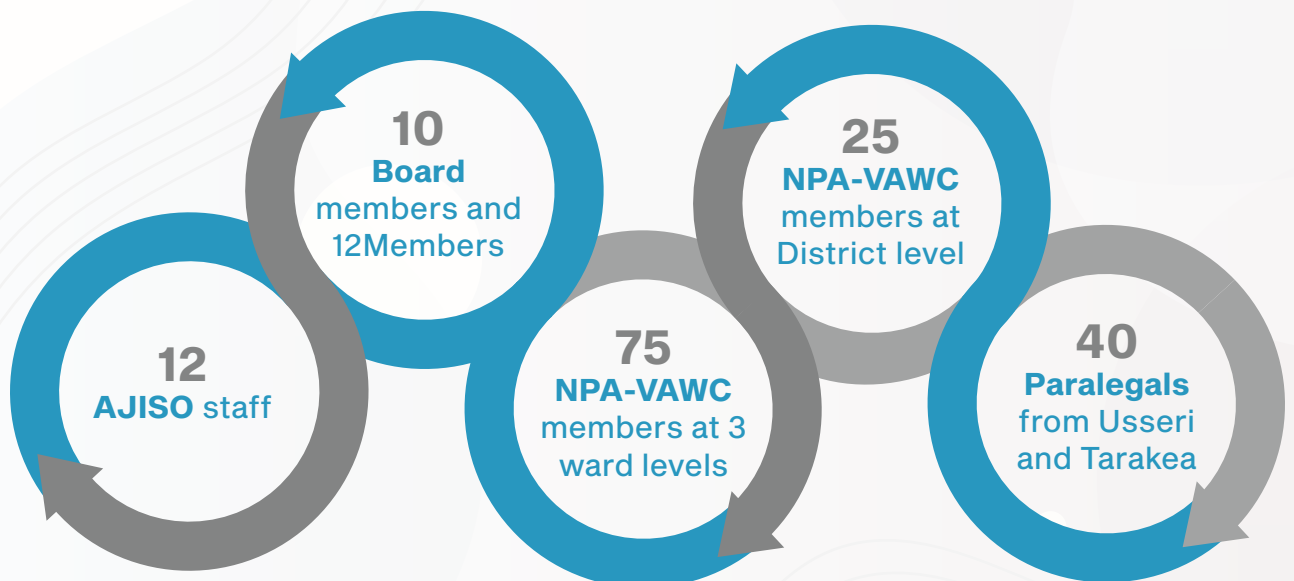 12
AJISO staff
10
Board
members and
12Members
75
NPA-VAWC
members at 3
ward levels
25
NPA-VAWC
members at
District level
40
Paralegals
from Usseri
and Tarakea